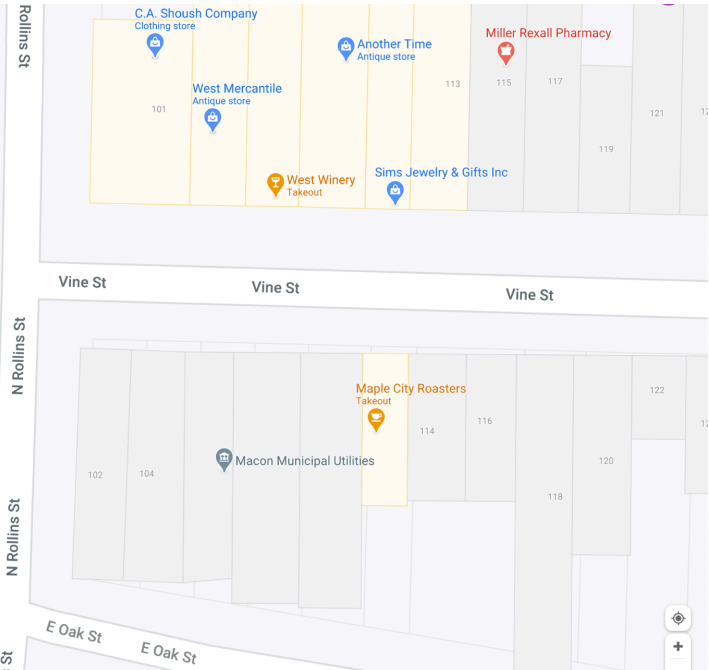 Rollins St
C.A. Shoush Company
Clothing store
Another Time
Antique store
Miller Rexall Pharmacy
West Mercantile
Antique store
101
113
115
117
119
121
West Winery
Takeout
Sims Jewelry & Gifts Inc
Vine St
Vine St
Vine St
N Rollins St
Maple City Roasters
Takeout
122
114
116
Macon Municipal Utilities
102
104
120
118
N Rollins St
E Oak St
E Oak St
St